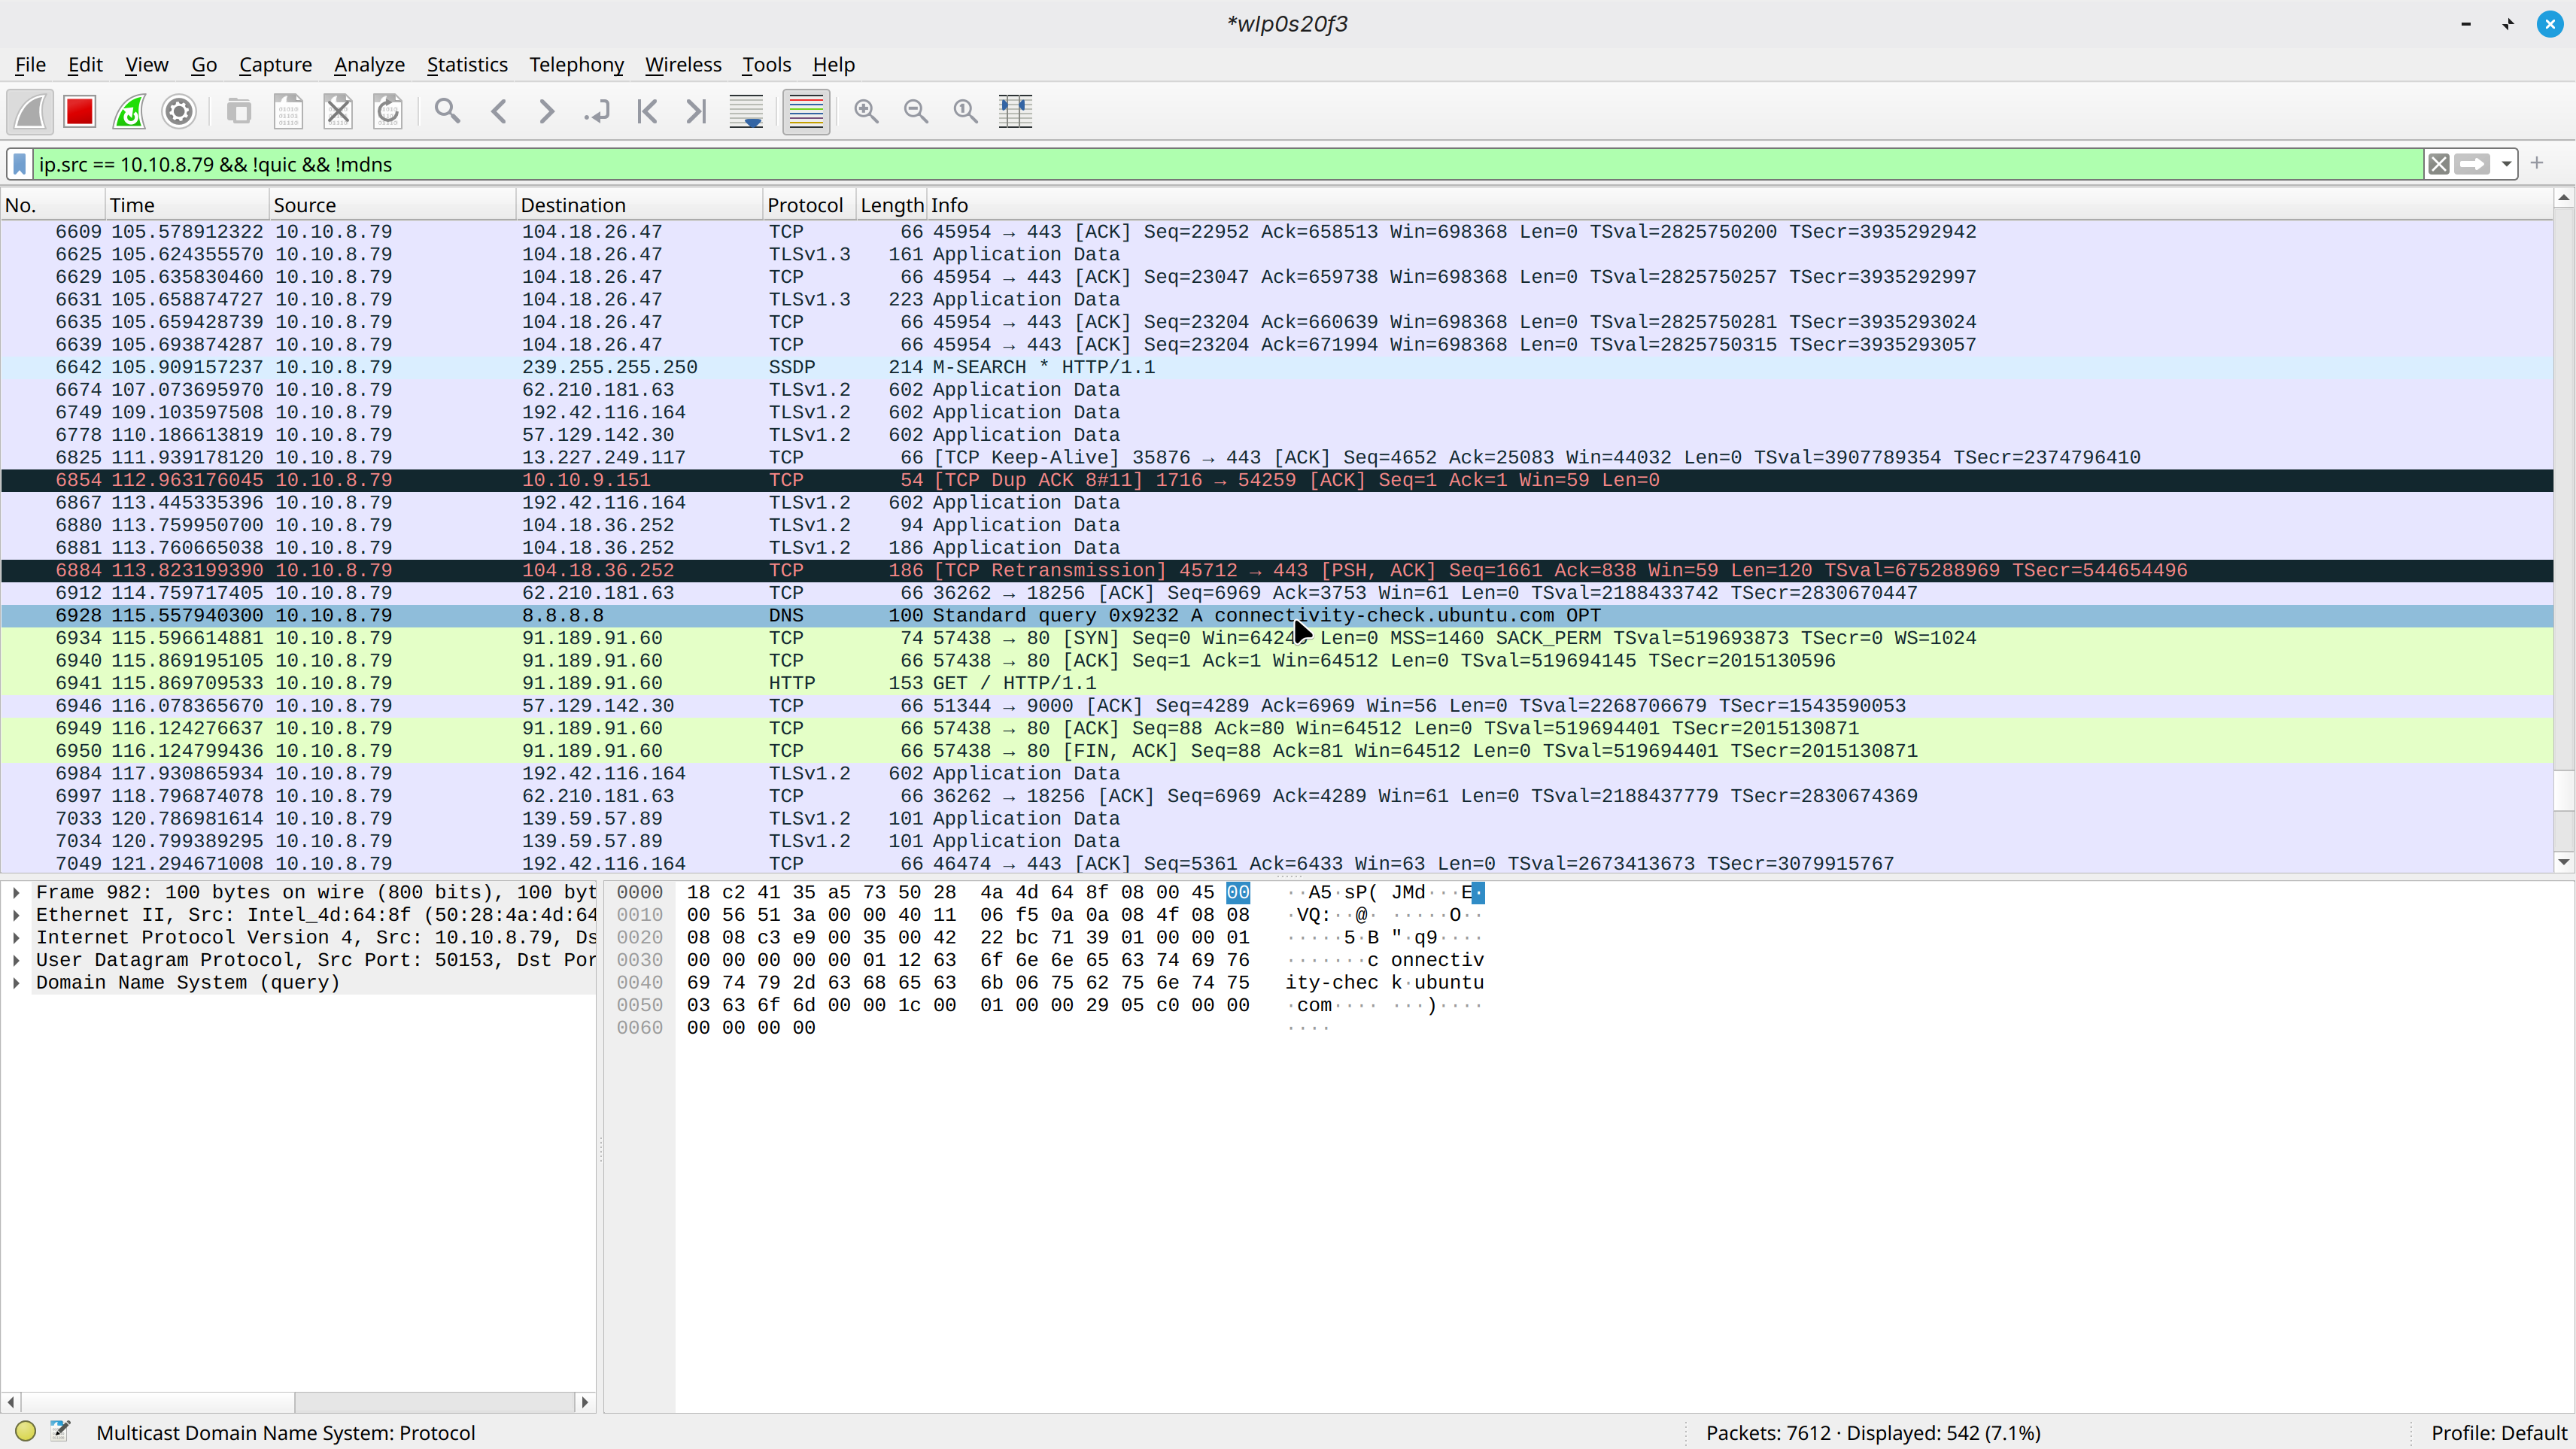 *wlp0s20f3
File Edit View Go Capture Analyze Statistics Telephony Wireless Tools Help
ip.src == 10.10.8.79 && !quic && !mdns
No. Time Source Destination Protocol Length Info
6609 105.578912322 10.10.8.79 104.18.26.47 TCP 66 45954 → 443 [ACK] Seq=22952 Ack=658513 Win=698368 Len=0 TSval=2825750200 TSecr=3935292942
6625 105.624355570 10.10.8.79 104.18.26.47 TLSv1.3 161 Application Data
6629 105.635830460 10.10.8.79 104.18.26.47 TCP 66 45954 → 443 [ACK] Seq=23047 Ack=659738 Win=698368 Len=0 TSval=2825750257 TSecr=3935292997
6631 105.658874727 10.10.8.79 104.18.26.47 TLSv1.3 223 Application Data
6635 105.659428739 10.10.8.79 104.18.26.47 TCP 66 45954 → 443 [ACK] Seq=23204 Ack=660639 Win=698368 Len=0 TSval=2825750281 TSecr=3935293024
6639 105.693874287 10.10.8.79 104.18.26.47 TCP 66 45954 → 443 [ACK] Seq=23204 Ack=671994 Win=698368 Len=0 TSval=2825750315 TSecr=3935293057
6642 105.909157237 10.10.8.79 239.255.255.250 SSDP 214 M-SEARCH * HTTP/1.1
6674 107.073695970 10.10.8.79 62.210.181.63 TLSv1.2 602 Application Data
6749 109.103597508 10.10.8.79 192.42.116.164 TLSv1.2 602 Application Data
6778 110.186613819 10.10.8.79 57.129.142.30 TLSv1.2 602 Application Data
6825 111.939178120 10.10.8.79 13.227.249.117 TCP 66 [TCP Keep-Alive] 35876 → 443 [ACK] Seq=4652 Ack=25083 Win=44032 Len=0 TSval=3907789354 TSecr=2374796410
6854 112.963176045 10.10.8.79 10.10.9.151 TCP 54 [TCP Dup ACK 8#11] 1716 → 54259 [ACK] Seq=1 Ack=1 Win=59 Len=0
6867 113.445335396 10.10.8.79 192.42.116.164 TLSv1.2 602 Application Data
6880 113.759950700 10.10.8.79 104.18.36.252 TLSv1.2 94 Application Data
6881 113.760665038 10.10.8.79 104.18.36.252 TLSv1.2 186 Application Data
6884 113.823199390 10.10.8.79 104.18.36.252 TCP 186 [TCP Retransmission] 45712 → 443 [PSH, ACK] Seq=1661 Ack=838 Win=59 Len=120 TSval=675288969 TSecr=544654496
6912 114.759717405 10.10.8.79 62.210.181.63 TCP 66 36262 → 18256 [ACK] Seq=6969 Ack=3753 Win=61 Len=0 TSval=2188433742 TSecr=2830670447
6928 115.557940300 10.10.8.79 8.8.8.8 DNS 100 Standard query 0x9232 A connectivity-check.ubuntu.com OPT
6934 115.596614881 10.10.8.79 91.189.91.60 TCP 74 57438 → 80 [SYN] Seq=0 Len=0 MSS=1460 SACK_PERM TSval=519693873 TSecr=0 WS=1024
6940 115.869195105 10.10.8.79 91.189.91.60 TCP 66 57438 → 80 [ACK] Seq=1 Ack=1 Win=64512 Len=0 TSval=519694145 TSecr=2015130596
6941 115.869709533 10.10.8.79 91.189.91.60 HTTP 153 GET / HTTP/1.1
6946 116.078365670 10.10.8.79 57.129.142.30 TCP 66 51344 → 9000 [ACK] Seq=4289 Ack=6969 Win=56 Len=0 TSval=2268706679 TSecr=1543590053
6949 116.124276637 10.10.8.79 91.189.91.60 TCP 66 57438 → 80 [ACK] Seq=88 Ack=80 Win=64512 Len=0 TSval=519694401 TSecr=2015130871
6950 116.124799436 10.10.8.79 91.189.91.60 TCP 66 57438 → 80 [FIN, ACK] Seq=88 Ack=81 Win=64512 Len=0 TSval=519694401 TSecr=2015130871
6984 117.930865934 10.10.8.79 192.42.116.164 TLSv1.2 602 Application Data
6997 118.796874078 10.10.8.79 62.210.181.63 TCP 66 36262 → 18256 [ACK] Seq=6969 Ack=4289 Win=61 Len=0 TSval=2188437779 TSecr=2830674369
7033 120.786981614 10.10.8.79 139.59.57.89 TLSv1.2 101 Application Data
7034 120.799389295 10.10.8.79 139.59.57.89 TLSv1.2 101 Application Data
7049 121.294671008 10.10.8.79 192.42.116.164 TCP 66 46474 → 443 [ACK] Seq=5361 Ack=6433 Win=63 Len=0 TSval=2673413673 TSecr=3079915767
Frame 982: 100 bytes on wire (800 bits), 100 byt
Ethernet II, Src: Intel_4d:64:8f (50:28:4a:4d:64
Internet Protocol Version 4, Src: 10.10.8.79, Ds
User Datagram Protocol, Src Port: 50153, Dst Por
Domain Name System (query)
0000 18 c2 41 35 a5 73 50 28 4a 4d 64 8f 08 00 45 00 ··A5·sP( JMd···E·
0010 00 56 51 3a 00 00 40 11 06 f5 0a 0a 08 4f 08 08 ·VQ:··@· ·····O··
0020 08 08 c3 e9 00 35 00 42 22 bc 71 39 01 00 00 01 ·····5·B "·q9····
0030 00 00 00 00 00 01 12 63 6f 6e 6e 65 63 74 69 76 ·······c onnectiv
0040 69 74 79 2d 63 68 65 63 6b 06 75 62 75 6e 74 75 ity-chec k·ubuntu
0050 03 63 6f 6d 00 00 1c 00 01 00 00 29 05 c0 00 00 ·com···· ···)····
0060 00 00 00 00 ····
Multicast Domain Name System: Protocol
Packets: 7612 · Displayed: 542 (7.1%)
Profile: Default